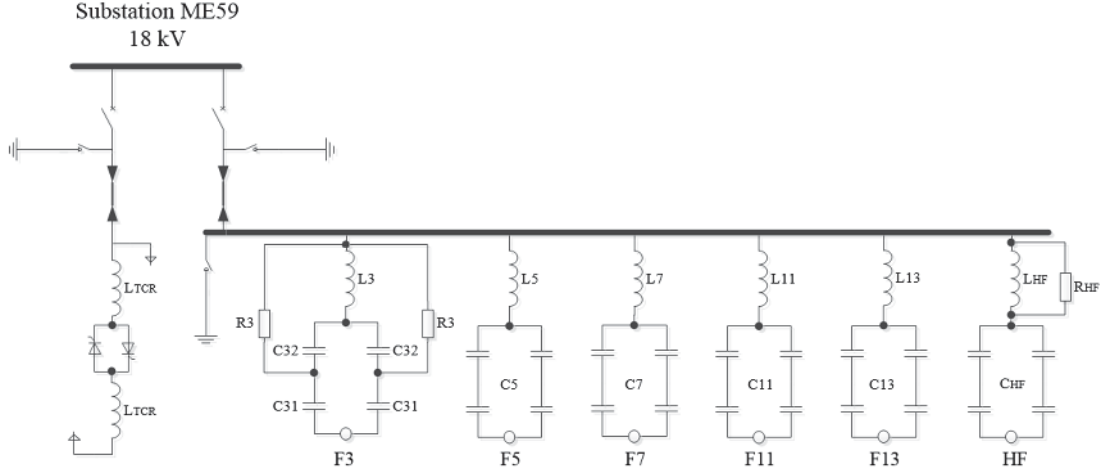 Substation ME59
18 kV
LTCR
LTCR
R3
L3
R3
C32
C32
C31
C31
F3
L5
C5
F5
L7
C7
F7
L11
C11
F11
L13
C13
F13
LHF
RHF
CHF
HF